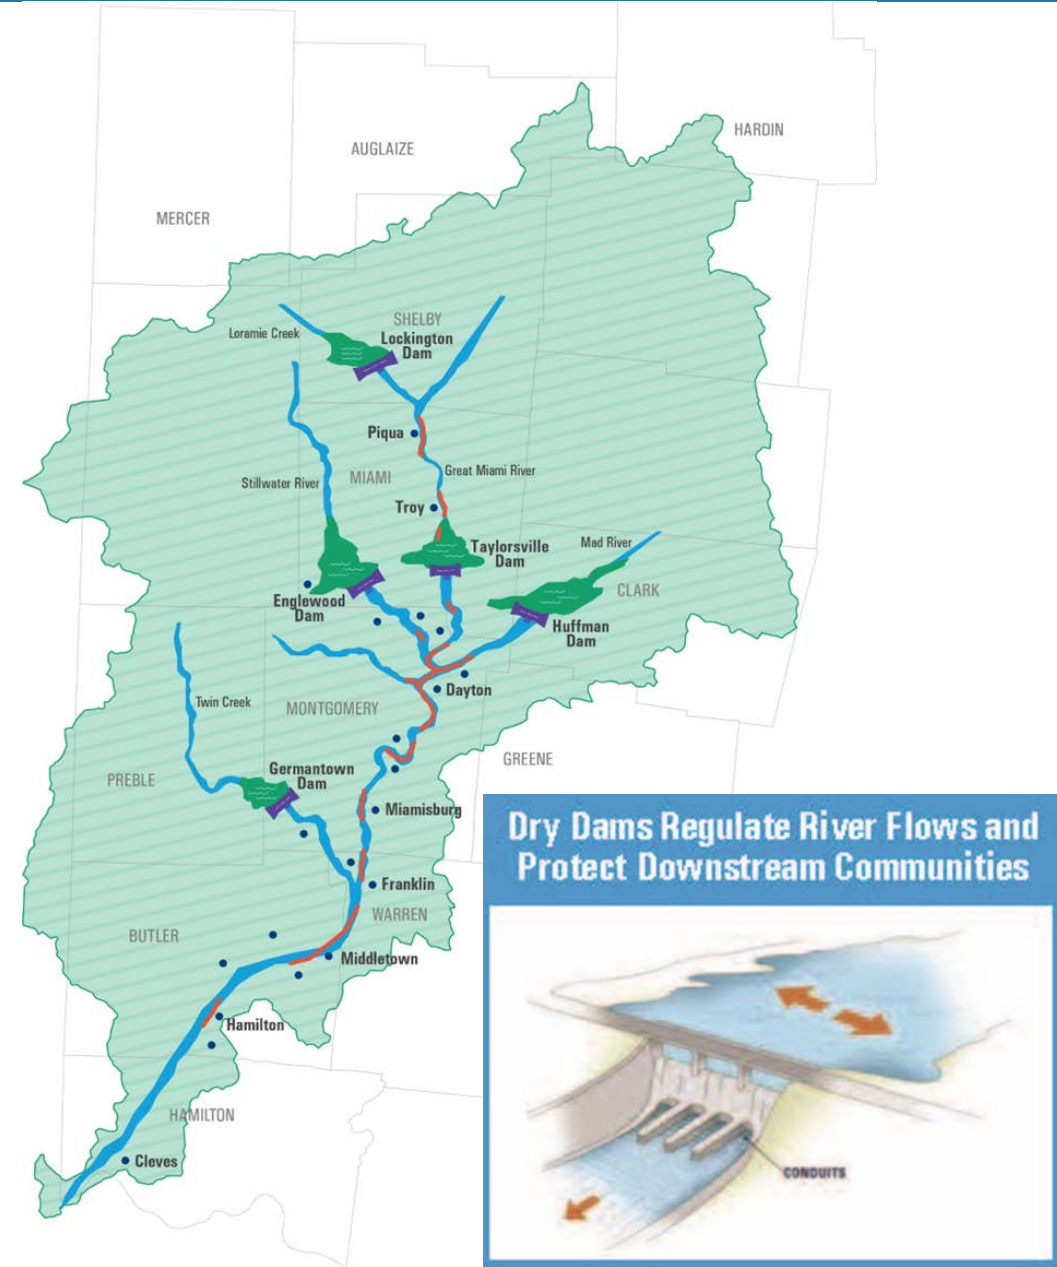 HARDIN
AUGLAIZE
MERCER
SHELBY
Loramie Creek
Lockington
Dam
Piqua
Great Miami River
MIAMI
Stillwater River
Troy
Taylorsville
Dam
Mad River
CLARK
Englewood
Dam
Huffman
Dam
Dayton
Twin Creek
MONTGOMERY
GREENE
Germantown
Dam
PREBLE
Miamisburg
Franklin
WARREN
BUTLER
Middletown
Hamilton
HAMILTON
Cleves
Dry Dams Regulate River Flows and
Protect Downstream Communities
CONDUITS